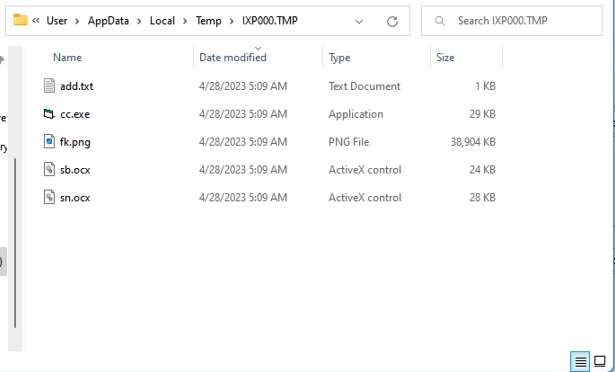 « User > AppData > Local > Temp > IXP000.TMP
Search IXP000.TMP
Name Date modified Type Size
add.txt 4/28/2023 5:09 AM Text Document 1 KB
cc.exe 4/28/2023 5:09 AM Application 29 KB
fk.png 4/28/2023 5:09 AM PNG File 38,904 KB
sb.ocx 4/28/2023 5:09 AM ActiveX control 24 KB
sn.ocx 4/28/2023 5:09 AM ActiveX control 28 KB